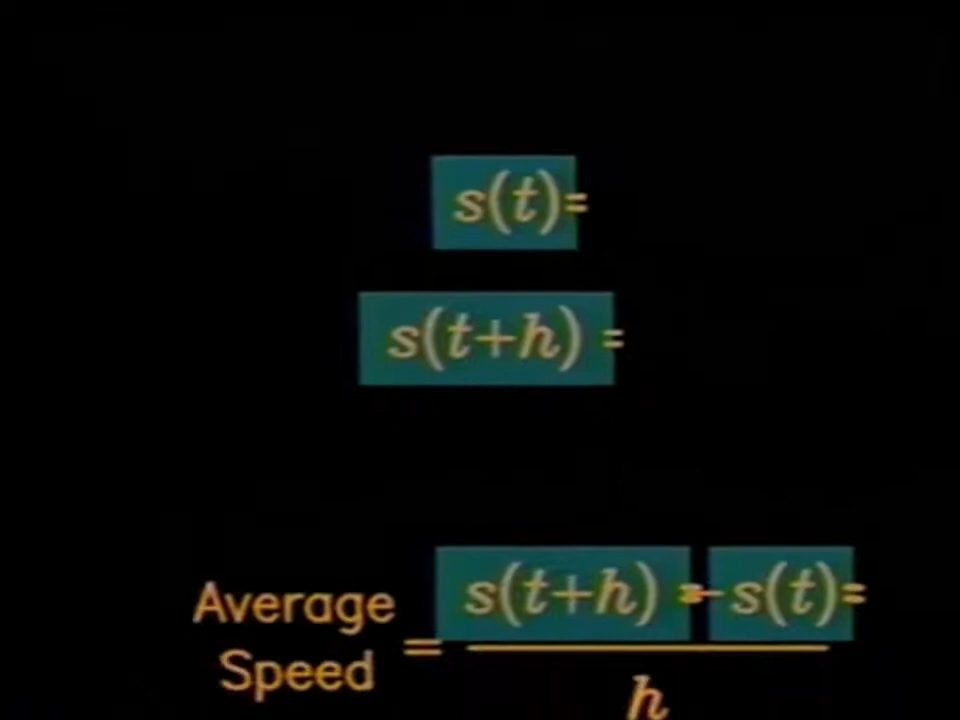 s(t)=
s(t+h) =
Average Speed = s(t+h) =- s(t)=
h